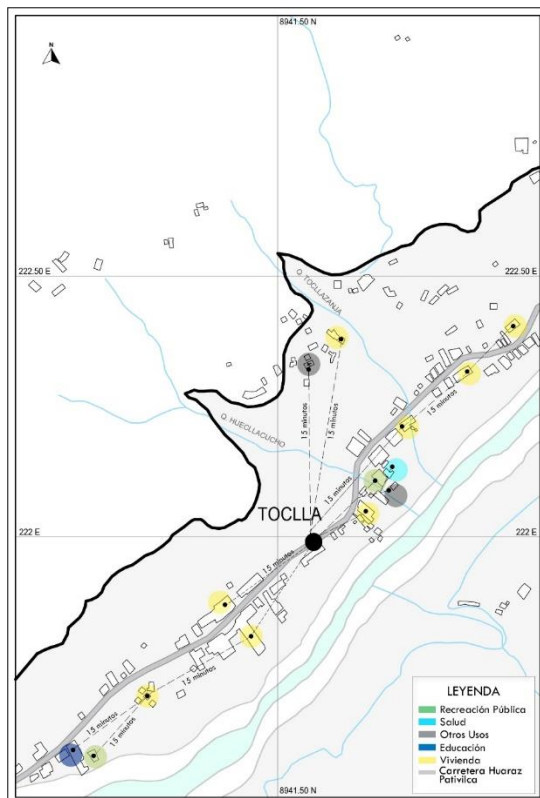 8941.50 N
N
222.50 E
222.50 E
Q. TOCLLAZANJA
15 minutos
15 minutos
15 minutos
Q. HUECLLACUCHO
15 minutos
TOCLLA
222 E
222 E
15 minutos
15 minutos
15 minutos
15 minutos
8941.50 N
LEYENDA
Recreación Pública
Salud
Otros Usos
Educación
Vivienda
Carretera Huaraz
Pativilca